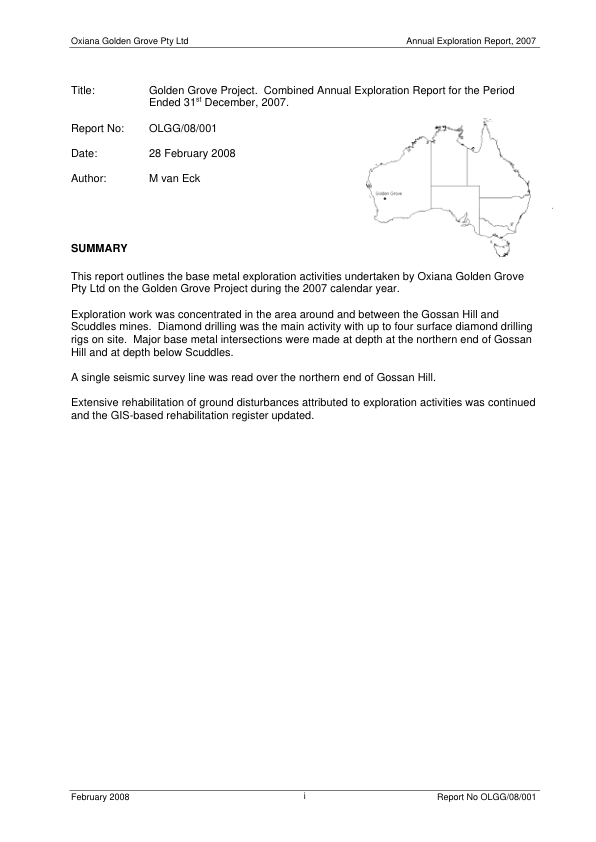 Oxiana Golden Grove Pty Ltd Annual Exploration Report, 2007
Title: Golden Grove Project. Combined Annual Exploration Report for the Period
Ended 31st December, 2007.
Report No: OLGG/08/001
Date: 28 February 2008
Author: M van Eck
Golden Grove
SUMMARY
This report outlines the base metal exploration activities undertaken by Oxiana Golden Grove
Pty Ltd on the Golden Grove Project during the 2007 calendar year.
Exploration work was concentrated in the area around and between the Gossan Hill and
Scuddles mines. Diamond drilling was the main activity with up to four surface diamond drilling
rigs on site. Major base metal intersections were made at depth at the northern end of Gossan
Hill and at depth below Scuddles.
A single seismic survey line was read over the northern end of Gossan Hill.
Extensive rehabilitation of ground disturbances attributed to exploration activities was continued
and the GIS-based rehabilitation register updated.
February 2008 i Report No OLGG/08/001